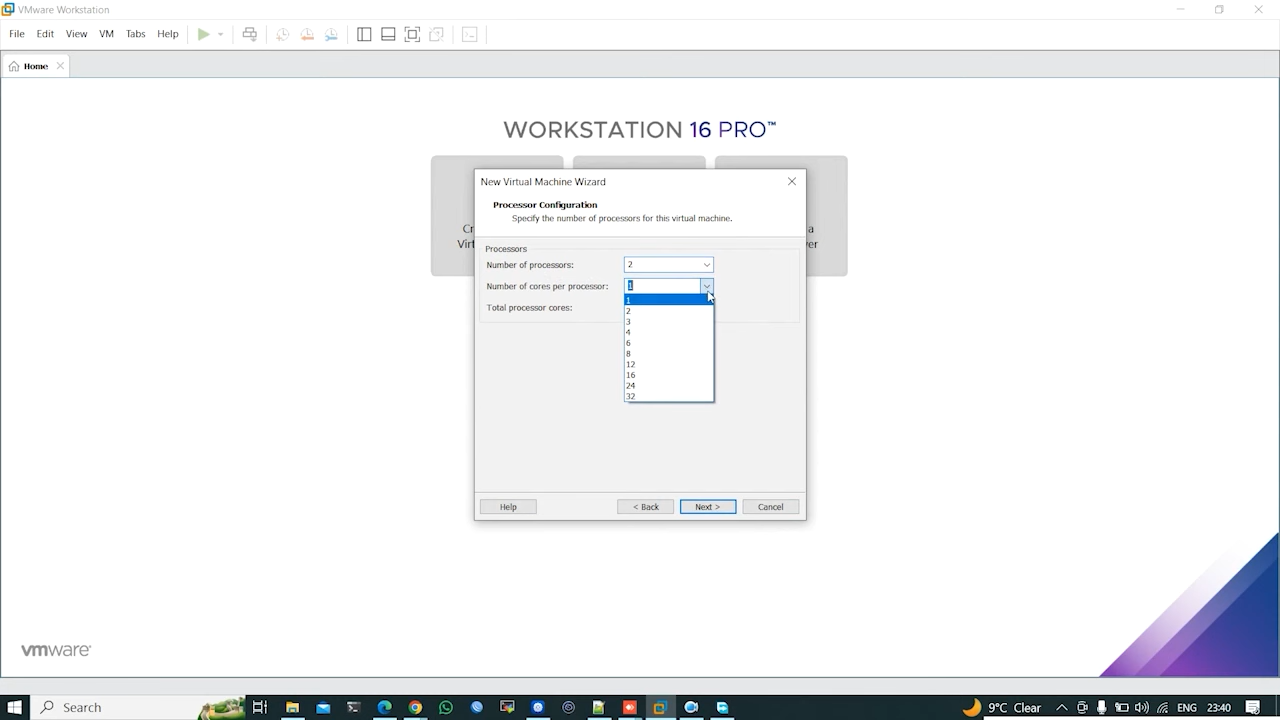 VMware Workstation
File Edit View VM Tabs Help
Home
WORKSTATION 16 PRO™
New Virtual Machine Wizard
Processor Configuration
Specify the number of processors for this virtual machine.
Processors
Number of processors: 2
Number of cores per processor: 1
Total processor cores:
1
2
3
4
6
8
12
16
24
32
Help < Back Next > Cancel
vmware®
Search
9°C Clear ENG 23:40